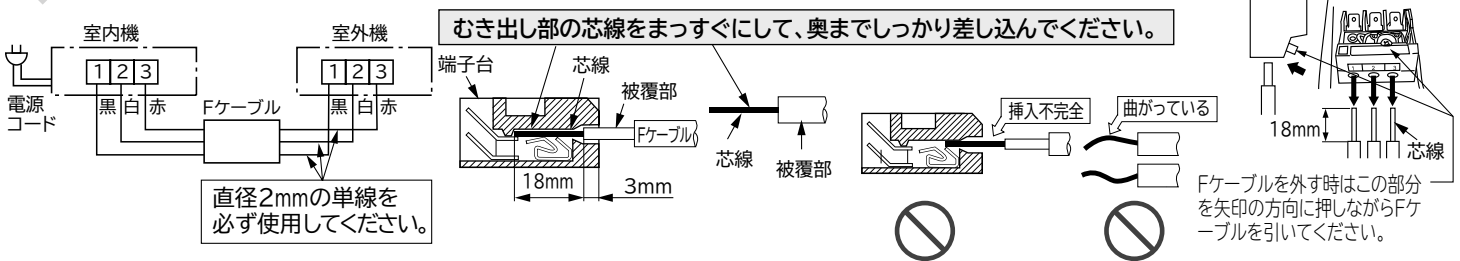 室内機
1 2 3
黒 白 赤
電源
コード
Fケーブル
室外機
1 2 3
黒 白 赤
直径2mmの単線を
必ず使用してください。
むき出し部の芯線をまっすぐにして、奥までしっかり差し込んでください。
端子台
芯線
被覆部
Fケーブル
18mm
3mm
芯線
被覆部
挿入不完全
曲がっている
1 2 3
18mm
芯線
Fケーブルを外す時はこの部分
を矢印の方向に押しながらFケ
ーブルを引いてください。